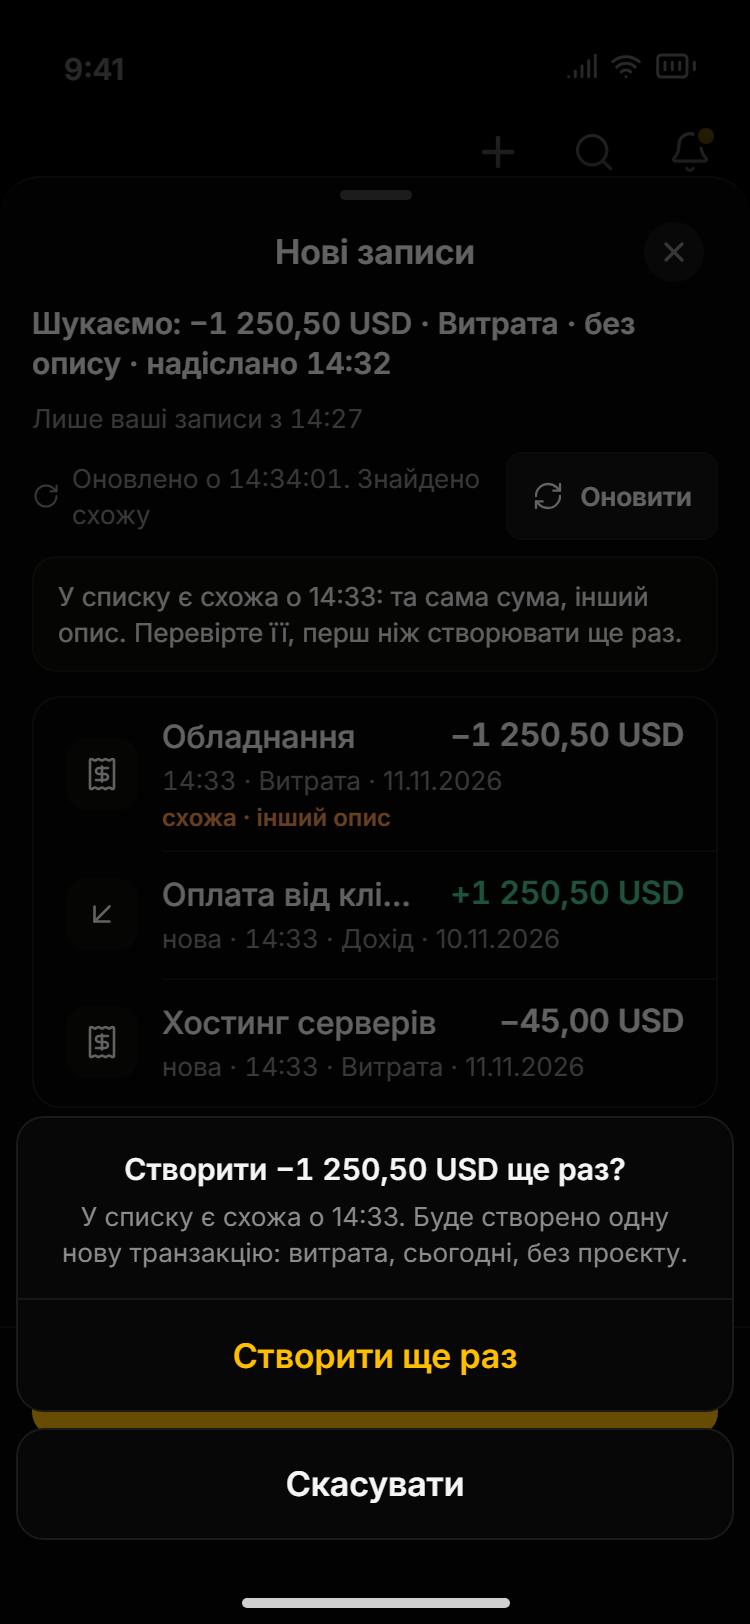 9:41
Нові записи
Шукаємо: −1 250,50 USD · Витрата · без
опису · надіслано 14:32
Лише ваші записи з 14:27
Оновлено о 14:34:01. Знайдено
схожу
Оновити
У списку є схожа о 14:33: та сама сума, інший
опис. Перевірте її, перш ніж створювати ще раз.
Обладнання
−1 250,50 USD
14:33 · Витрата · 11.11.2026
схожа · інший опис
Оплата від клі...
+1 250,50 USD
нова · 14:33 · Дохід · 10.11.2026
Хостинг серверів
−45,00 USD
нова · 14:33 · Витрата · 11.11.2026
Створити −1 250,50 USD ще раз?
У списку є схожа о 14:33. Буде створено одну
нову транзакцію: витрата, сьогодні, без проєкту.
Створити ще раз
Скасувати